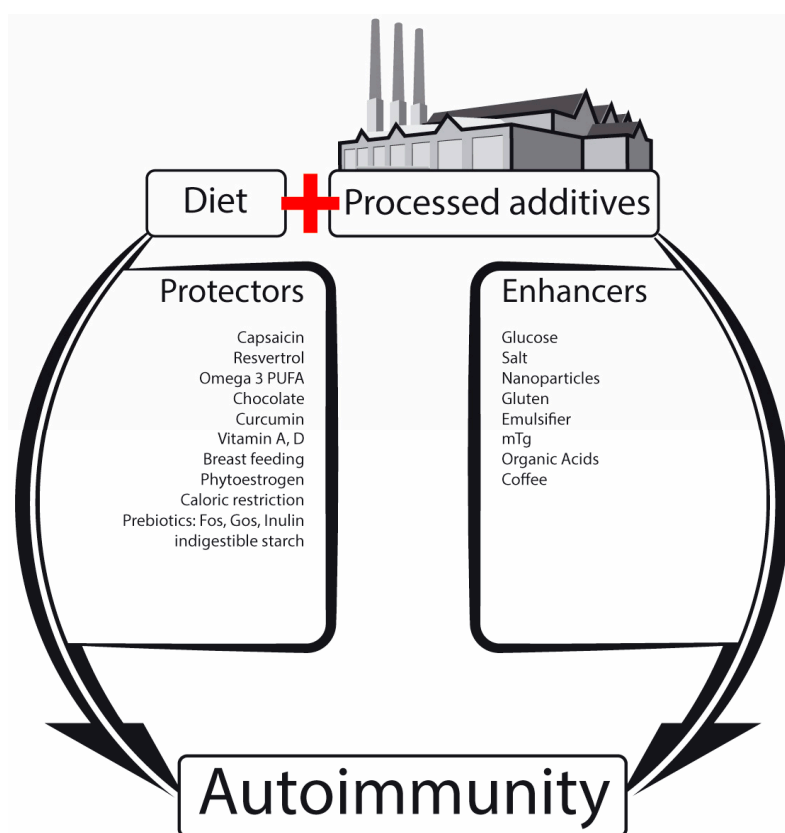 Diet
Processed additives
Protectors
Capsaicin
Resvertrol
Omega 3 PUFA
Chocolate
Curcumin
Vitamin A, D
Breast feeding
Phytoestrogen
Caloric restriction
Prebiotics: Fos, Gos, Inulin
indigestible starch
Enhancers
Glucose
Salt
Nanoparticles
Gluten
Emulsifier
mTg
Organic Acids
Coffee
Autoimmunity